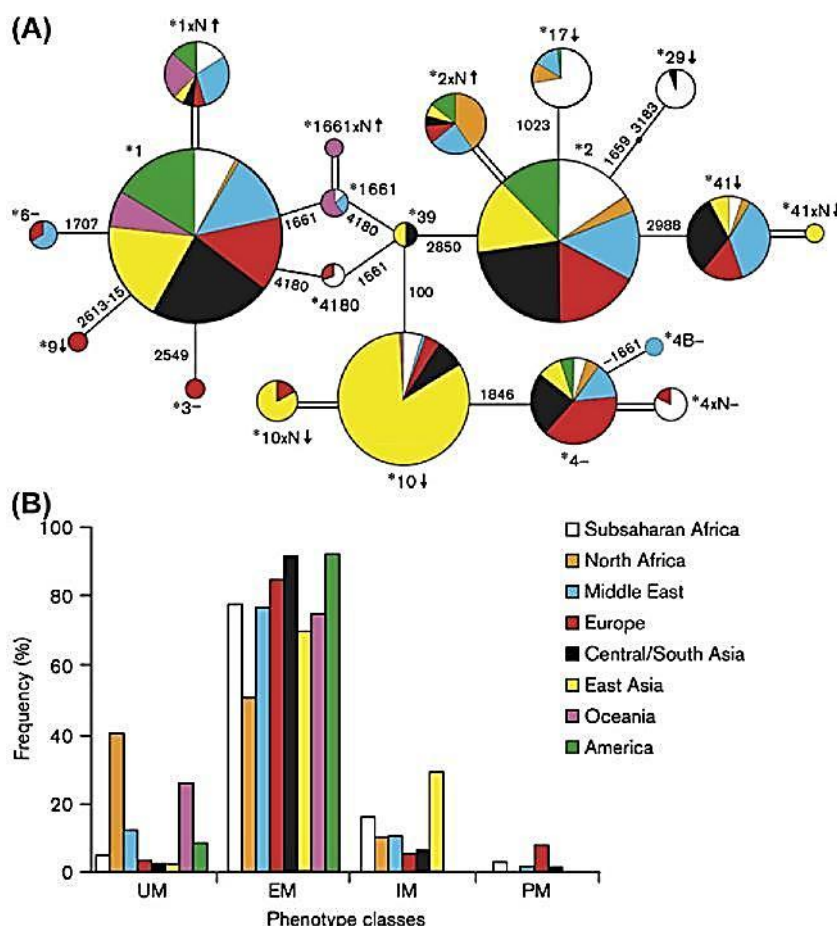 (A)
*1xN↑
*17↓
*29↓
*2xN↑
*1661xN↑
1023
1659
3183
*1
*2
*1661
*41↓
*6–
1707
1661
4180
*39
*41xN↓
2850
2988
4180
1661
*4180
2613-15
100
*9↓
2549
–1661
*4B–
*3–
1846
*4xN–
*10xN↓
*10↓
*4–
(B)
100
80
60
40
20
0
Frequency (%)
UM
EM
IM
PM
Phenotype classes
Subsaharan Africa
North Africa
Middle East
Europe
Central/South Asia
East Asia
Oceania
America